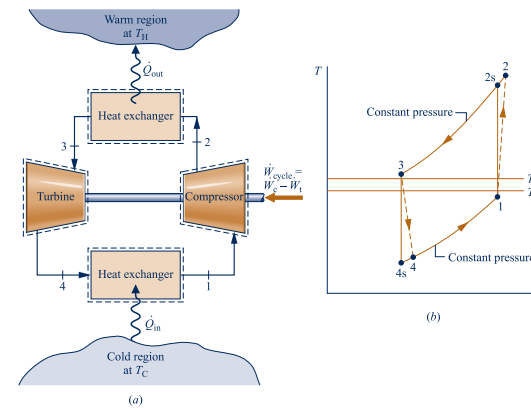 Warm region
at T_H
Q̇_out
Heat exchanger
3
2
Turbine
Compressor
Ẇ_cycle =
Ẇ_c – Ẇ_t
4
Heat exchanger
1
Q̇_in
Cold region
at T_C
(a)
T
2
2s
Constant pressure
3
T
T
1
4
4s
Constant pressure
(b)